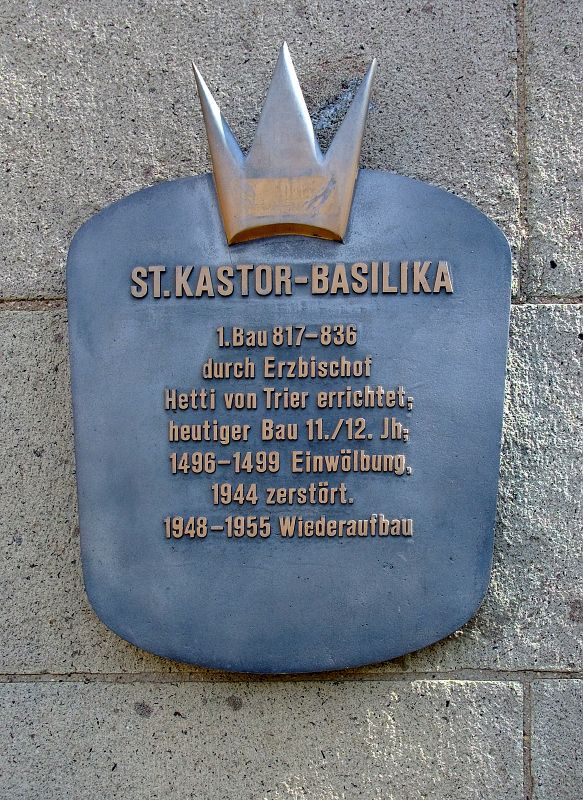 ST.KASTOR-BASILIKA
1.Bau 817-836
durch Erzbischof
Hetti von Trier errichtet;
heutiger Bau 11./12. Jh;
1496-1499 Einwölbung,
1944 zerstört.
1948-1955 Wiederaufbau